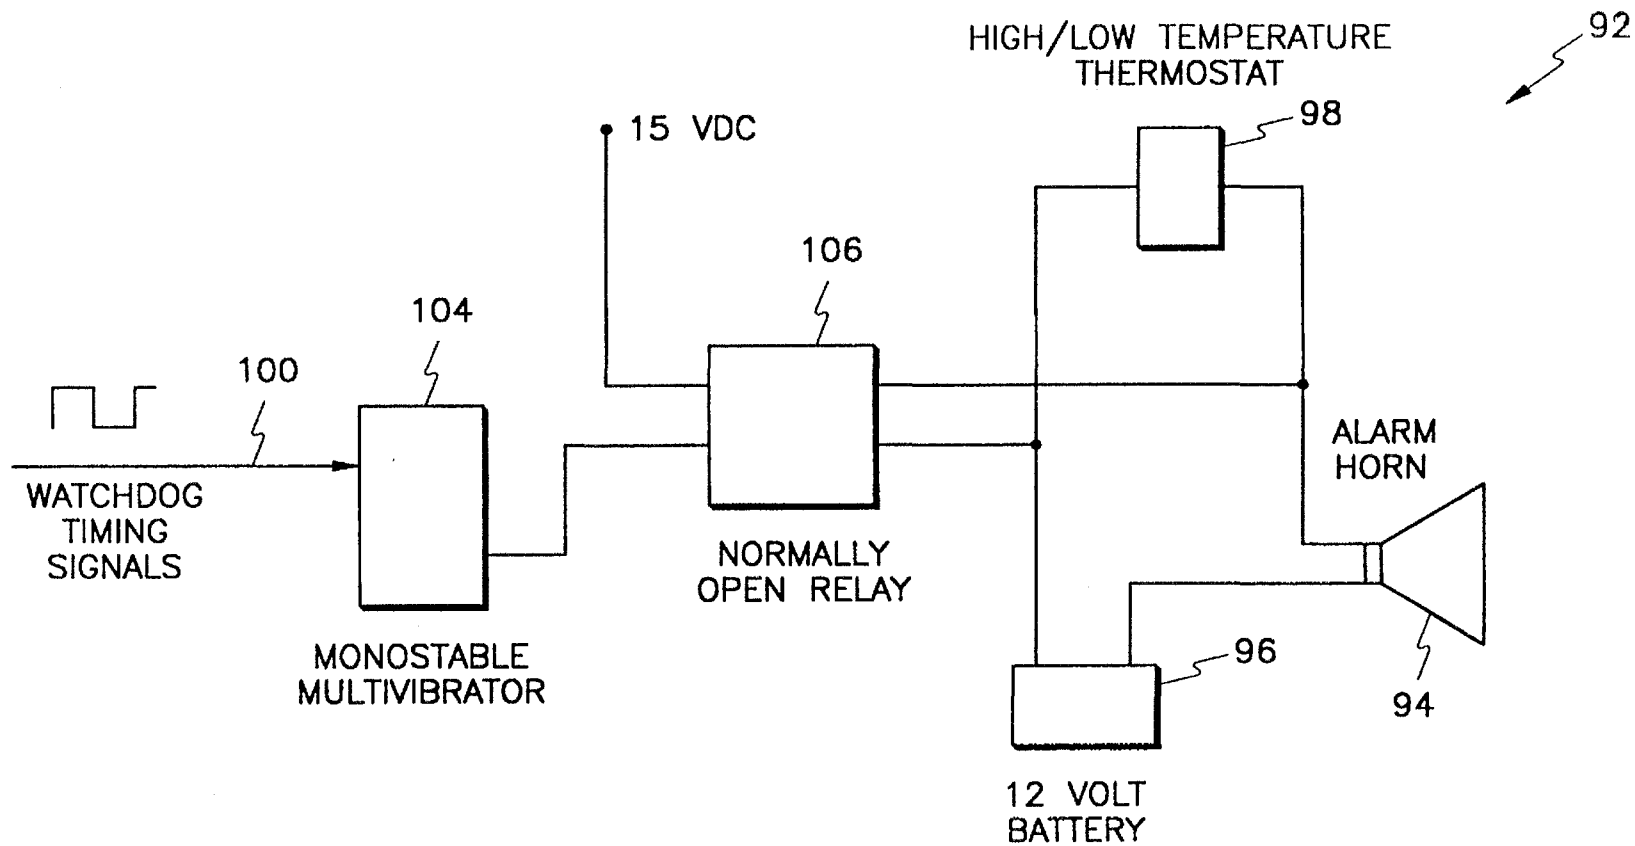 92
HIGH/LOW TEMPERATURE
THERMOSTAT
98
15 VDC
106
104
100
WATCHDOG
TIMING
SIGNALS
MONOSTABLE
MULTIVIBRATOR
NORMALLY
OPEN RELAY
ALARM
HORN
94
96
12 VOLT
BATTERY